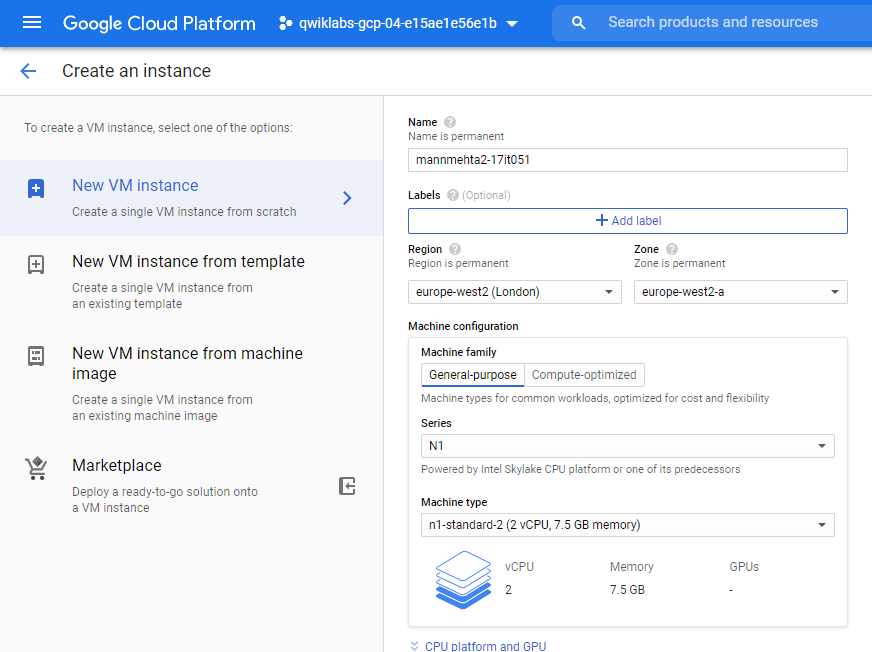 Google Cloud Platform
qwiklabs-gcp-04-e15ae1e56e1b
Search products and resources
Create an instance
To create a VM instance, select one of the options:
New VM instance
Create a single VM instance from scratch
New VM instance from template
Create a single VM instance from
an existing template
New VM instance from machine
image
Create a single VM instance from
an existing machine image
Marketplace
Deploy a ready-to-go solution onto
a VM instance
Name ?
Name is permanent
mannmehta2-17it051
Labels ? (Optional)
+ Add label
Region ?
Region is permanent
europe-west2 (London)
Zone ?
Zone is permanent
europe-west2-a
Machine configuration
Machine family
General-purpose Compute-optimized
Machine types for common workloads, optimized for cost and flexibility
Series
N1
Powered by Intel Skylake CPU platform or one of its predecessors
Machine type
n1-standard-2 (2 vCPU, 7.5 GB memory)
vCPU Memory GPUs
2 7.5 GB -
CPU platform and GPU